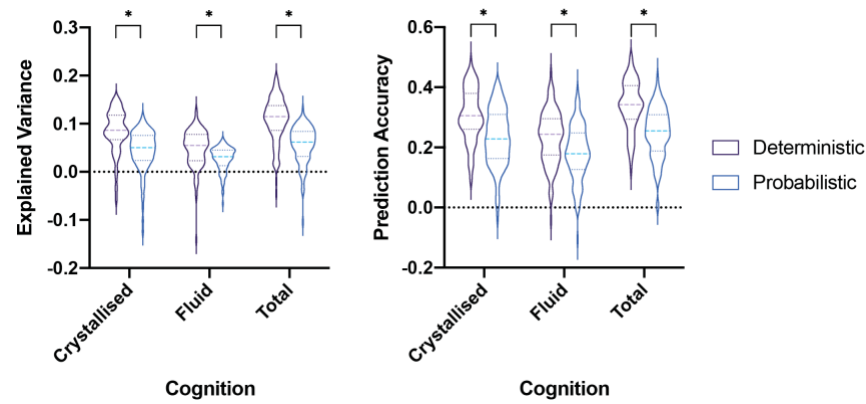 * * *
0.3
0.2
0.1
0.0
-0.1
-0.2
Explained Variance
Crystallised
Fluid
Total
Cognition
* * *
0.6
0.4
0.2
0.0
-0.2
Prediction Accuracy
Crystallised
Fluid
Total
Cognition
Deterministic
Probabilistic